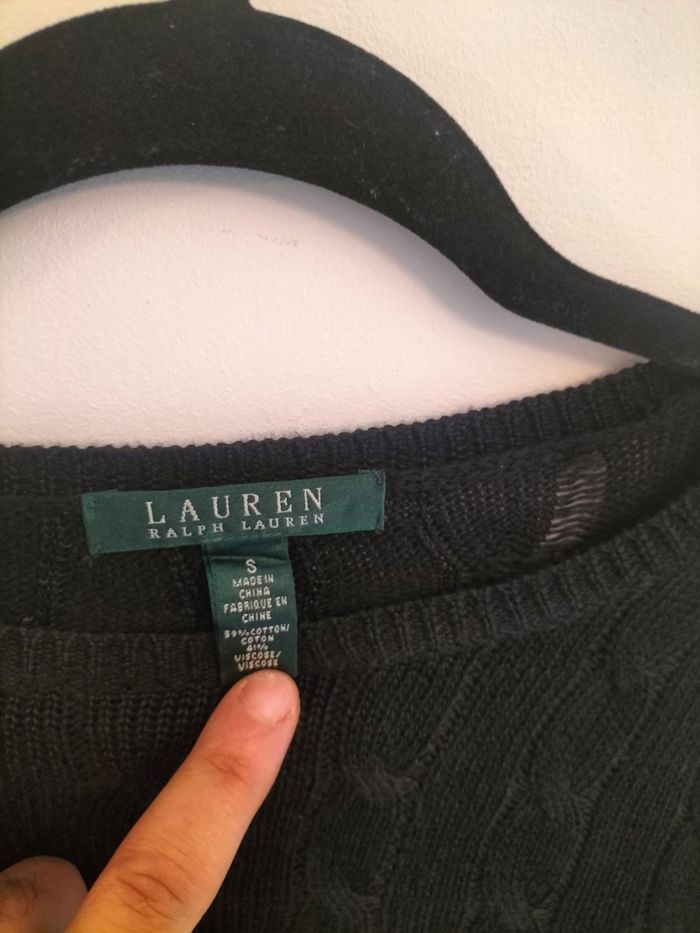 LAUREN
RALPH LAUREN
S
MADE IN
CHINA
FABRIQUE EN
CHINE
59% COTTON/
COTON
41%
VISCOSE/
VISCOSE